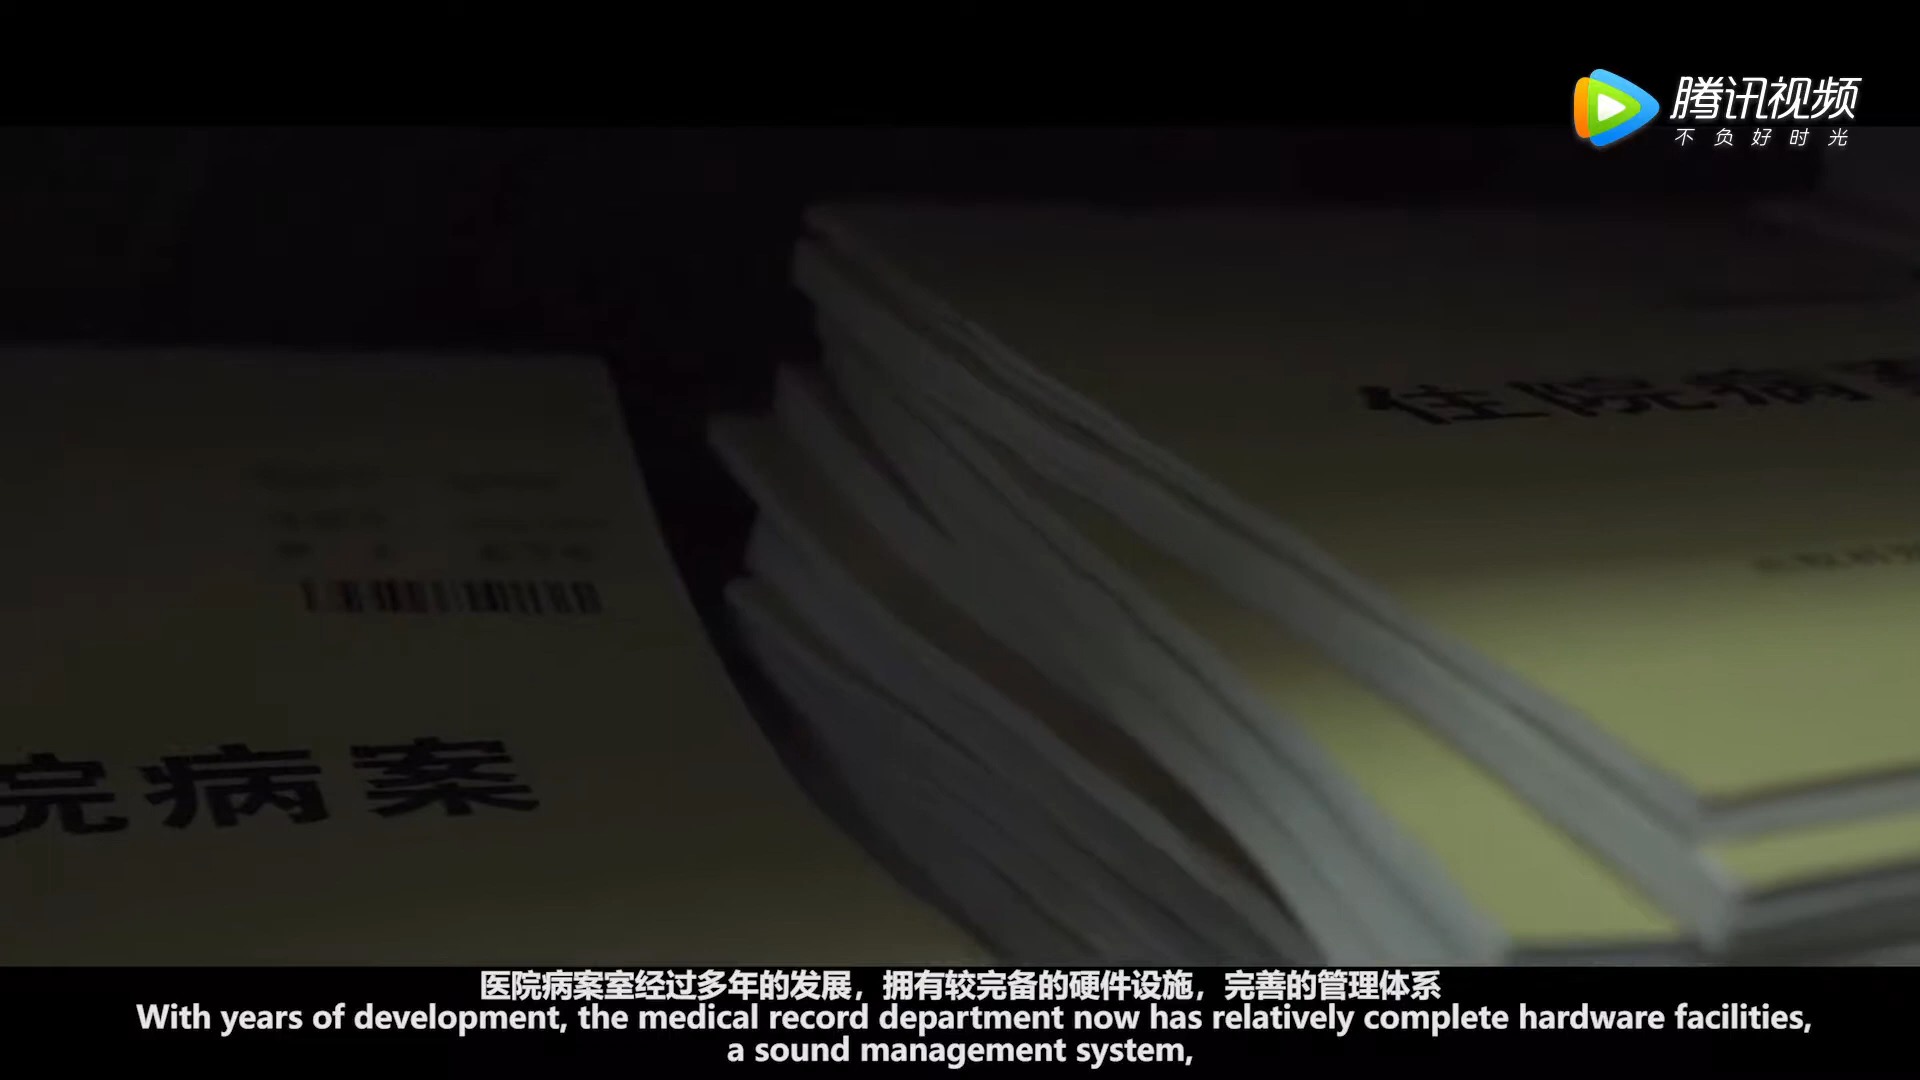 腾讯视频
不负好时光
住院病案
院病案
医院病案室经过多年的发展，拥有较完备的硬件设施，完善的管理体系
With years of development, the medical record department now has relatively complete hardware facilities,
a sound management system,